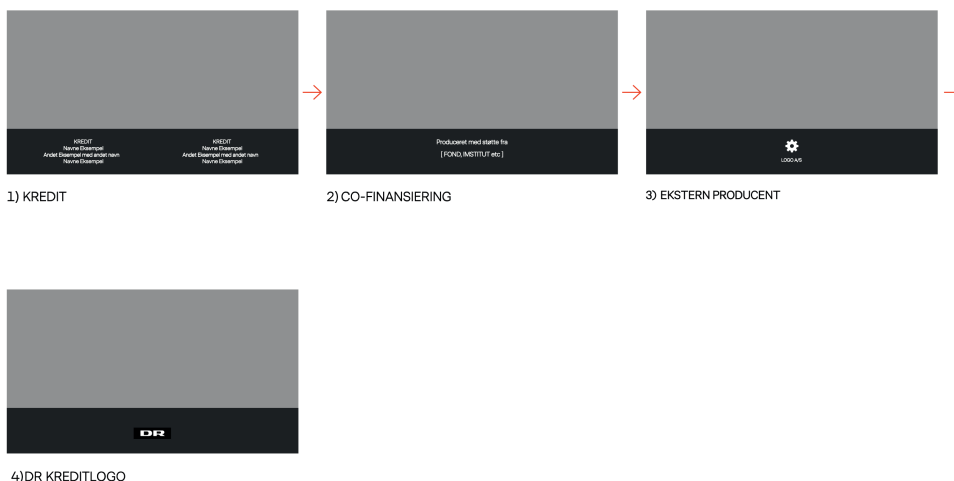 KREDIT
Navne Eksempel
Andet Eksempel med andet navn
Navne Eksempel
KREDIT
Navne Eksempel
Andet Eksempel med andet navn
Navne Eksempel
1) KREDIT
Produceret med støtte fra
[ FOND, IMSTITUT etc ]
2) CO-FINANSIERING
LOGO A/S
3) EKSTERN PRODUCENT
DR
4)DR KREDITLOGO